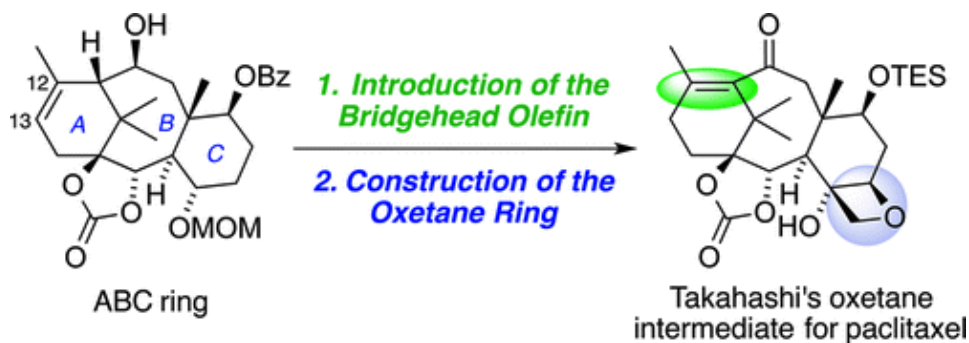 OH
H
12
OBz
13
A
B
C
H
O
O
O
OMOM
ABC ring
1. Introduction of the
Bridgehead Olefin
2. Construction of the
Oxetane Ring
O
OTES
H
O
O
O
HO
O
Takahashi's oxetane
intermediate for paclitaxel